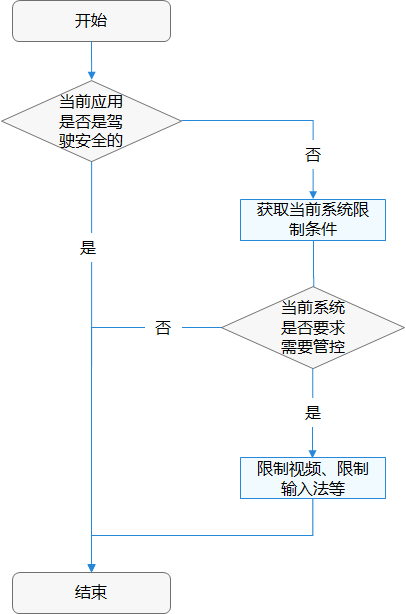 开始
当前应用
是否是驾
驶安全的
否
获取当前系统限
制条件
是
当前系统
是否要求
需要管控
否
是
限制视频、限制
输入法等
结束